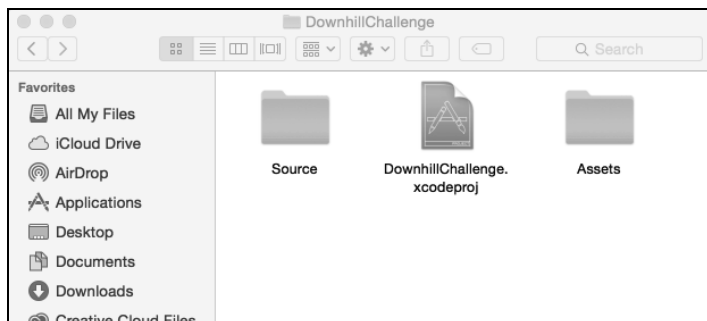 DownhillChallenge
Search
Favorites
All My Files
iCloud Drive
AirDrop
Applications
Desktop
Documents
Downloads
Creative Cloud Files
Source
DownhillChallenge.
xcodeproj
Assets